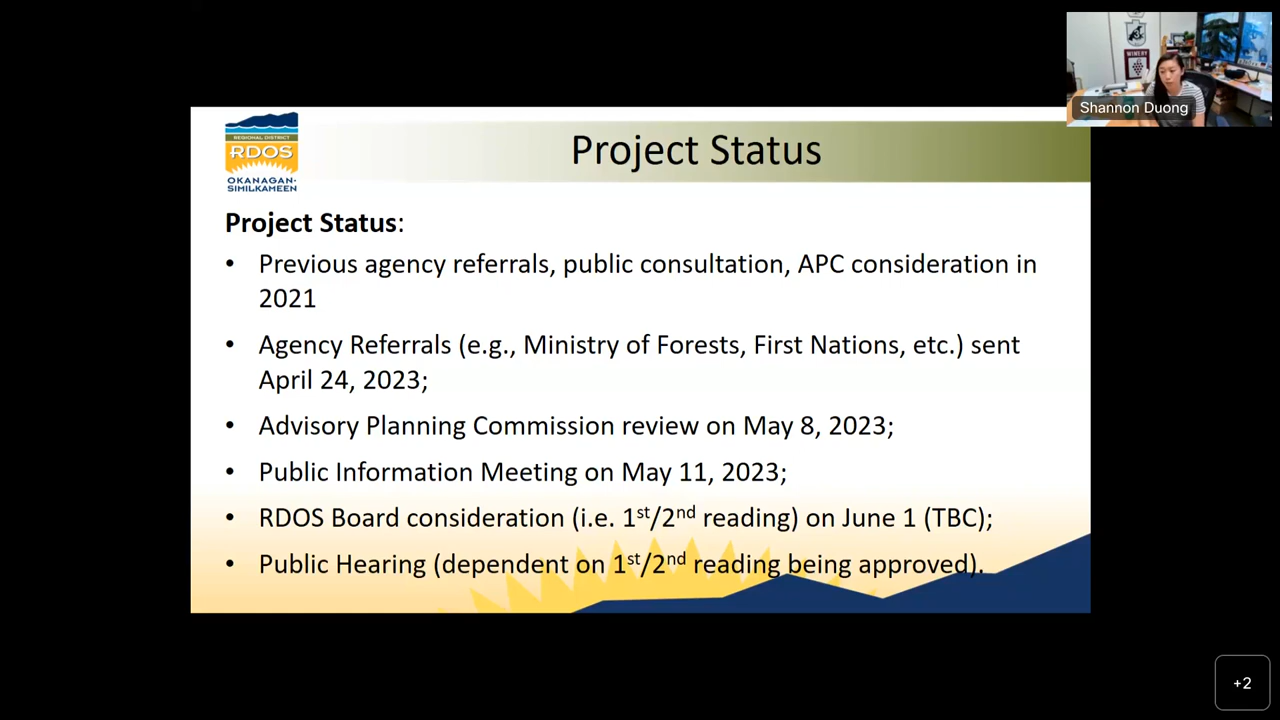 REGIONAL DISTRICT
RDOS
OKANAGAN-
SIMILKAMEEN
Project Status
WINERY
Shannon Duong
Project Status:
• Previous agency referrals, public consultation, APC consideration in
2021
• Agency Referrals (e.g., Ministry of Forests, First Nations, etc.) sent
April 24, 2023;
• Advisory Planning Commission review on May 8, 2023;
• Public Information Meeting on May 11, 2023;
• RDOS Board consideration (i.e. 1st/2nd reading) on June 1 (TBC);
• Public Hearing (dependent on 1st/2nd reading being approved).
+2